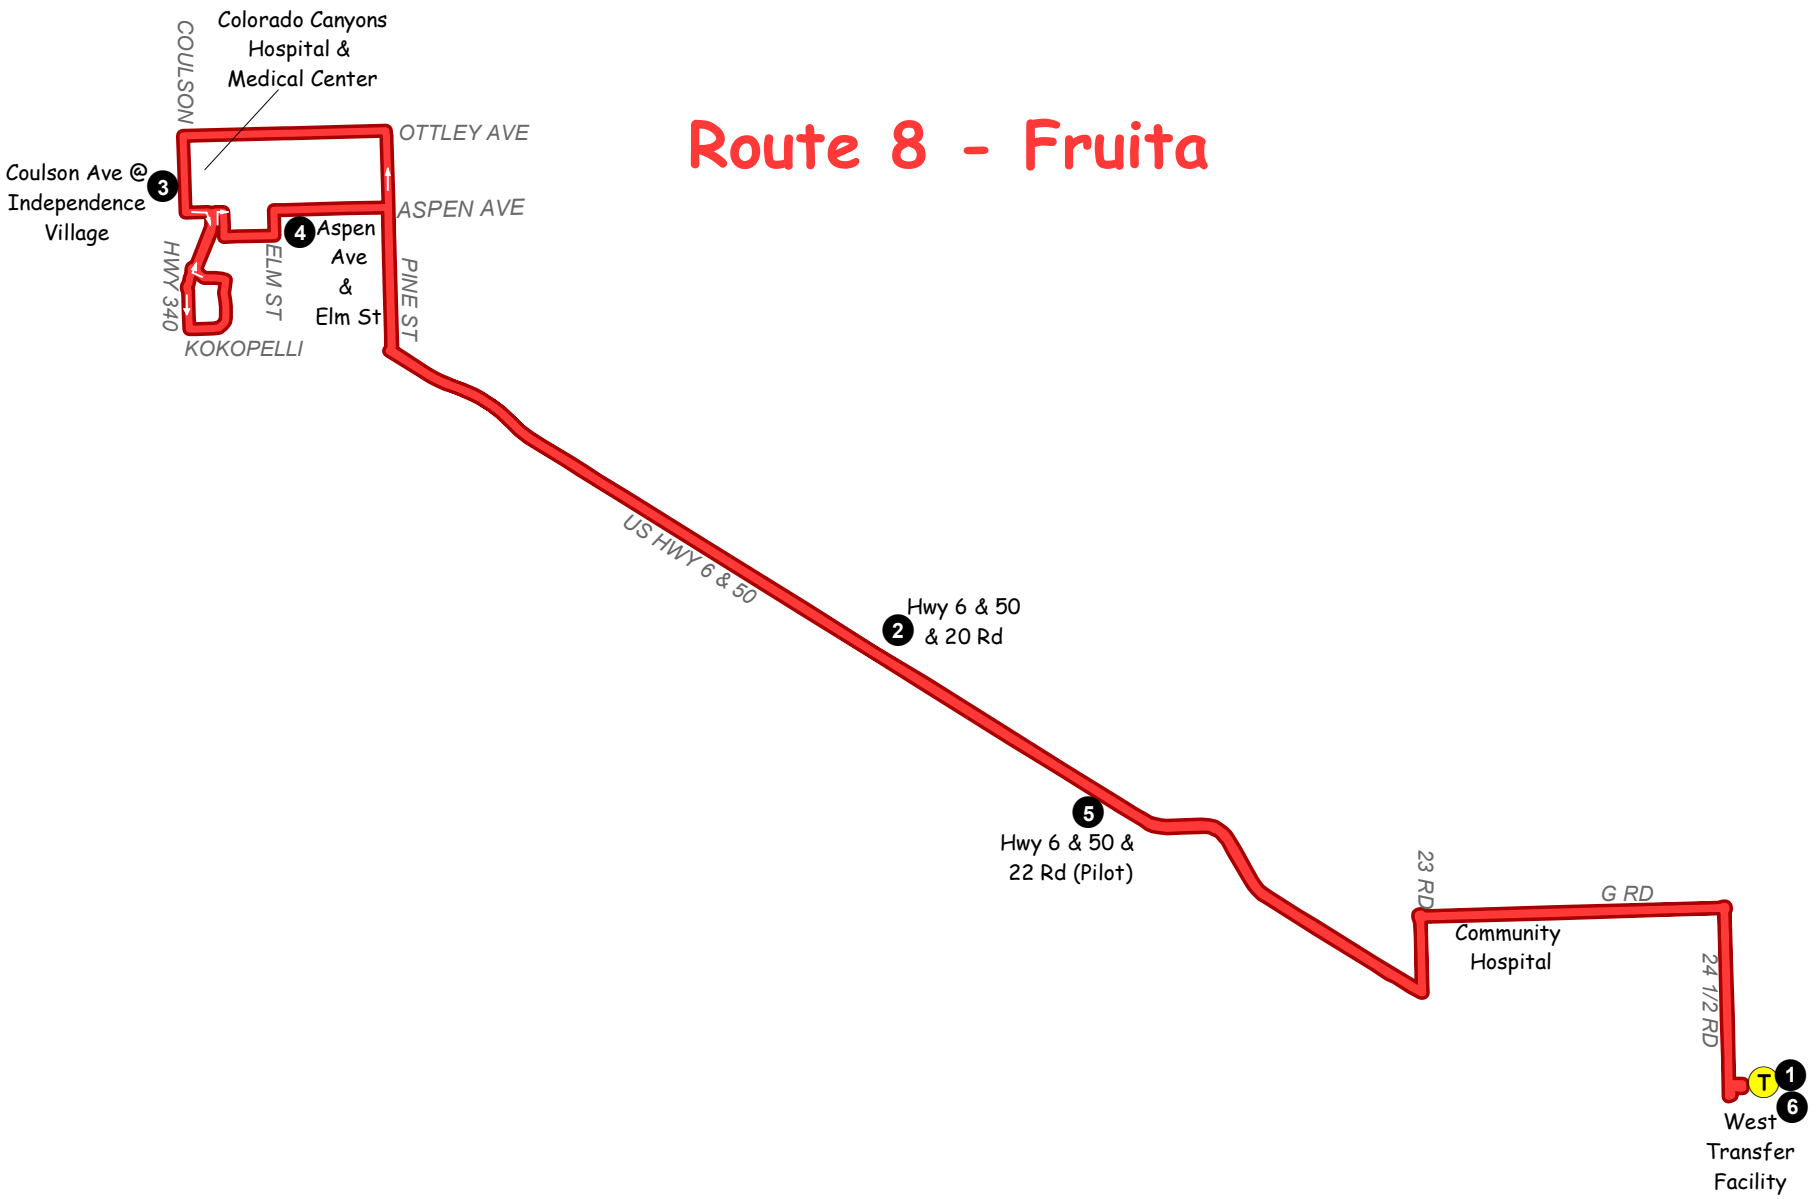 Colorado Canyons
Hospital &
Medical Center
COULSON
Route 8 - Fruita
OTTLEY AVE
Coulson Ave @
Independence
Village
3
ASPEN AVE
4
Aspen
Ave
&
Elm St
HWY 340
ELM ST
PINE ST
KOKOPELLI
US HWY 6 & 50
2
Hwy 6 & 50
& 20 Rd
5
Hwy 6 & 50 &
22 Rd (Pilot)
23 RD
G RD
Community
Hospital
24 1/2 RD
T
1
6
West
Transfer
Facility